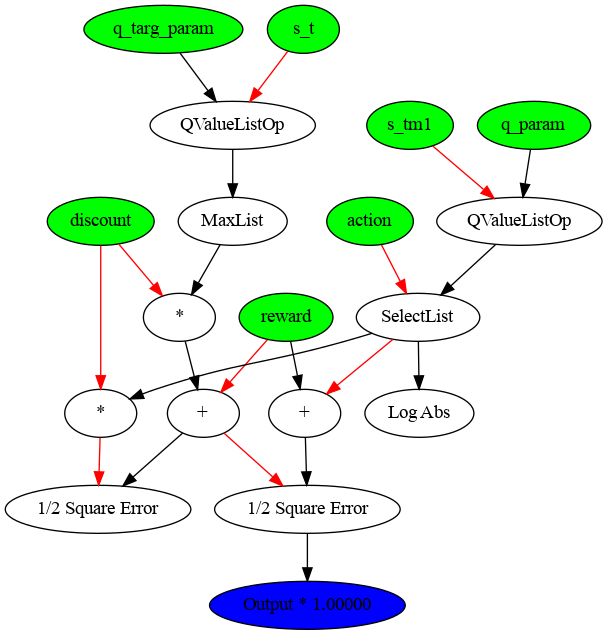 q_targ_param
s_t
QValueListOp
s_tm1
q_param
discount
MaxList
action
QValueListOp
*
reward
SelectList
*
+
+
Log Abs
1/2 Square Error
1/2 Square Error
Output * 1.00000